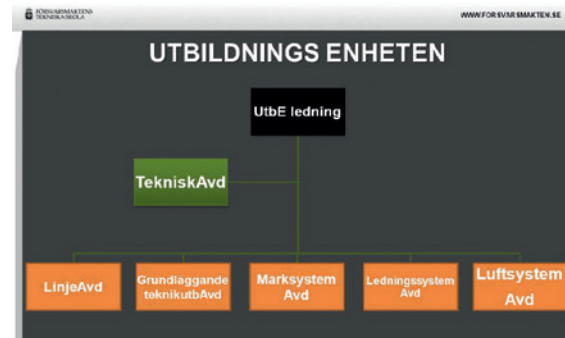 FÖRSVARSMAKTENS
TEKNISKA SKOLA
WWW.FORSVARSMAKTEN.SE
UTBILDNINGS ENHETEN
UtbE ledning
TekniskAvd
LinjeAvd
Grundläggande
teknikutbAvd
Marksystem
Avd
Ledningssystem
Avd
Luftsystem
Avd